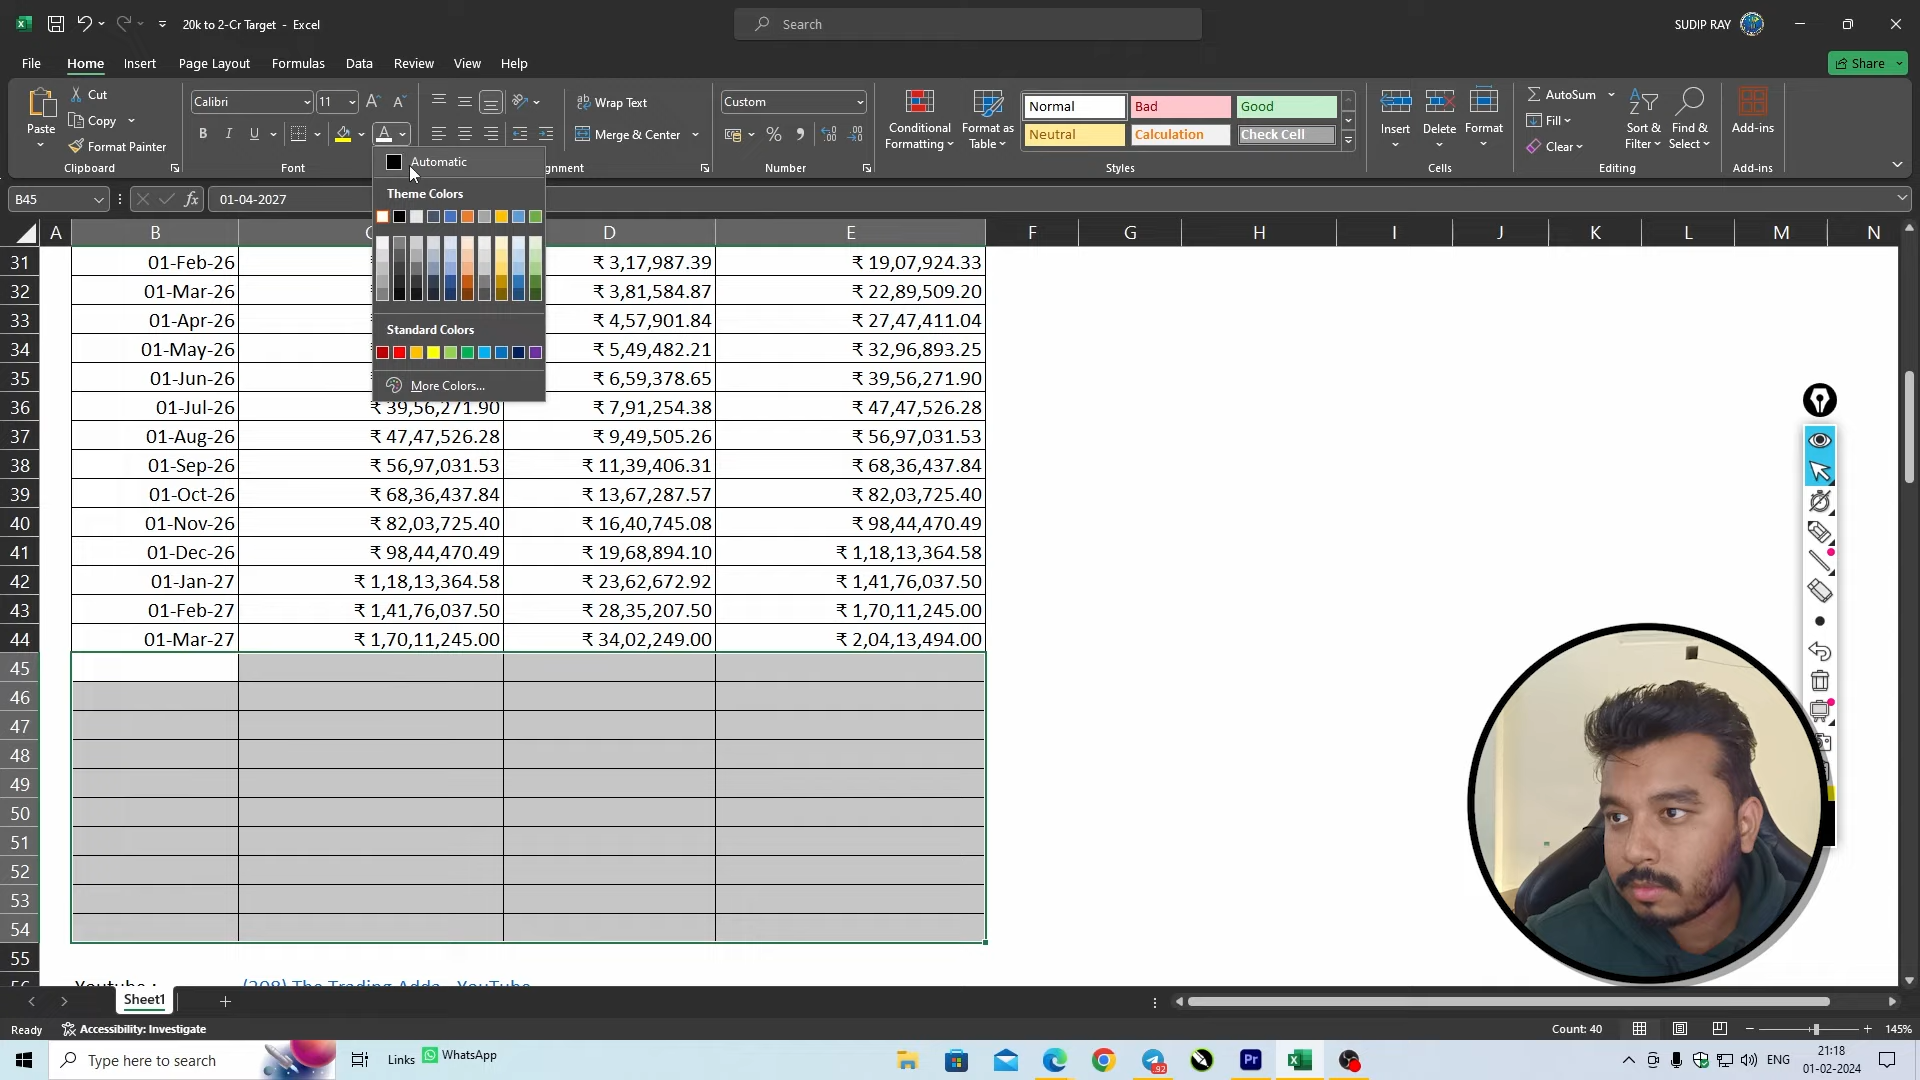 20k to 2-Cr Target - Excel
Search
SUDIP RAY
File Home Insert Page Layout Formulas Data Review View Help
Share
Paste
Cut
Copy
Format Painter
Clipboard
Calibri 11
B I U A
Font
Wrap Text
Merge & Center
Custom
Number
Conditional Formatting
Format as Table
Normal Bad Good
Neutral Calculation Check Cell
Styles
Insert Delete Format
Cells
AutoSum
Fill
Clear
Sort & Filter
Find & Select
Editing
Add-ins
Add-ins
Automatic
Theme Colors
Standard Colors
More Colors...
B45 fx 01-04-2027
A B D E F G H I J K L M N
31 01-Feb-26 ₹ 3,17,987.39 ₹ 19,07,924.33
32 01-Mar-26 ₹ 3,81,584.87 ₹ 22,89,509.20
33 01-Apr-26 ₹ 4,57,901.84 ₹ 27,47,411.04
34 01-May-26 ₹ 5,49,482.21 ₹ 32,96,893.25
35 01-Jun-26 ₹ 6,59,378.65 ₹ 39,56,271.90
36 01-Jul-26 ₹ 39,56,271.90 ₹ 7,91,254.38 ₹ 47,47,526.28
37 01-Aug-26 ₹ 47,47,526.28 ₹ 9,49,505.26 ₹ 56,97,031.53
38 01-Sep-26 ₹ 56,97,031.53 ₹ 11,39,406.31 ₹ 68,36,437.84
39 01-Oct-26 ₹ 68,36,437.84 ₹ 13,67,287.57 ₹ 82,03,725.40
40 01-Nov-26 ₹ 82,03,725.40 ₹ 16,40,745.08 ₹ 98,44,470.49
41 01-Dec-26 ₹ 98,44,470.49 ₹ 19,68,894.10 ₹ 1,18,13,364.58
42 01-Jan-27 ₹ 1,18,13,364.58 ₹ 23,62,672.92 ₹ 1,41,76,037.50
43 01-Feb-27 ₹ 1,41,76,037.50 ₹ 28,35,207.50 ₹ 1,70,11,245.00
44 01-Mar-27 ₹ 1,70,11,245.00 ₹ 34,02,249.00 ₹ 2,04,13,494.00
45
46
47
48
49
50
51
52
53
54
55
Sheet1
Ready Accessibility: Investigate Count: 40 145%
Type here to search Links WhatsApp Pr 92 ENG 21:18
01-02-2024